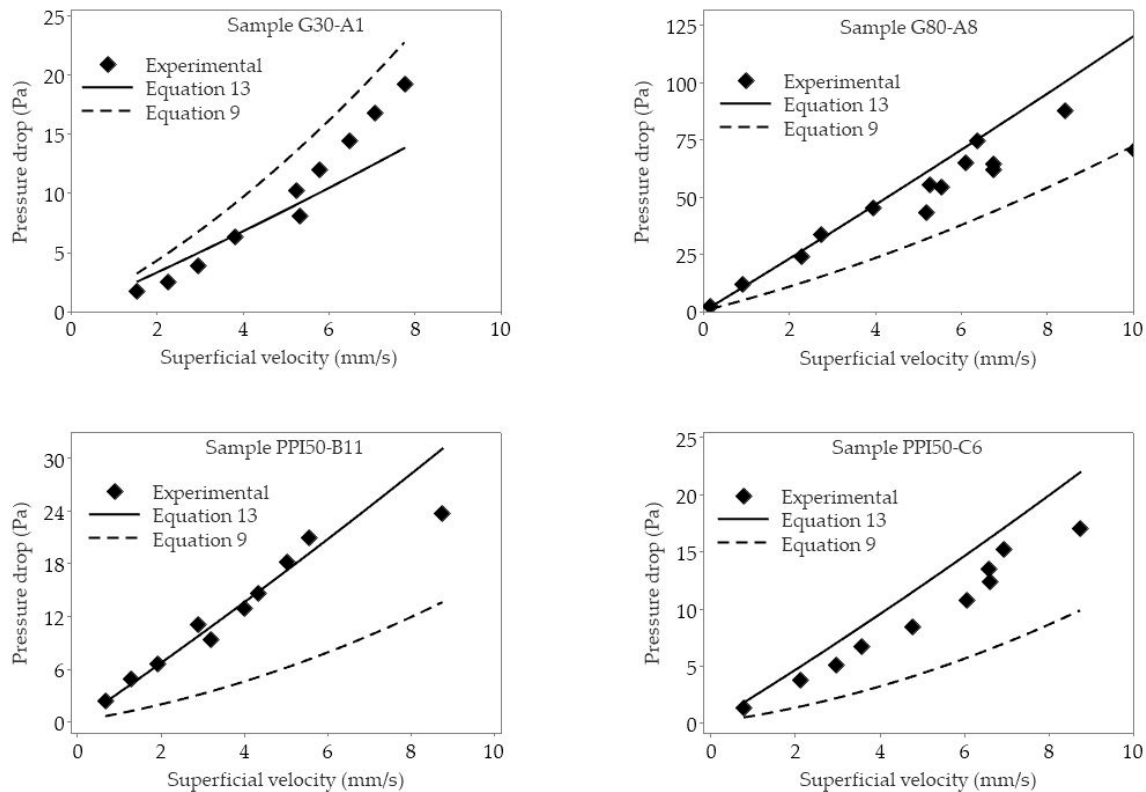 Sample G30-A1
Experimental
Equation 13
Equation 9
Pressure drop (Pa)
25
20
15
10
5
0
0 2 4 6 8 10
Superficial velocity (mm/s)
Sample G80-A8
Experimental
Equation 13
Equation 9
Pressure drop (Pa)
125
100
75
50
25
0
0 2 4 6 8 10
Superficial velocity (mm/s)
Sample PPI50-B11
Experimental
Equation 13
Equation 9
Pressure drop (Pa)
30
24
18
12
6
0
0 2 4 6 8 10
Superficial velocity (mm/s)
Sample PPI50-C6
Experimental
Equation 13
Equation 9
Pressure drop (Pa)
25
20
15
10
5
0
0 2 4 6 8 10
Superficial velocity (mm/s)